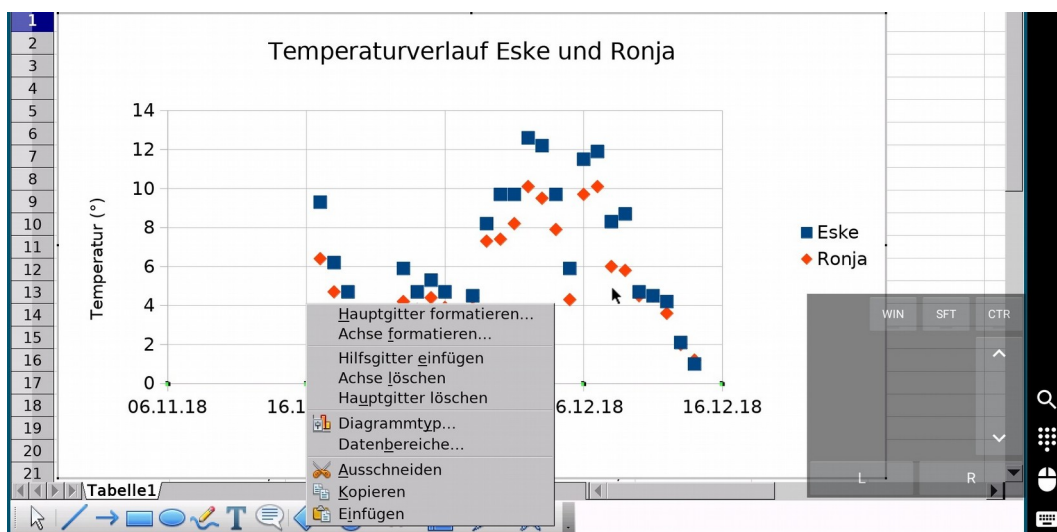 1
2
3
4
5
6
7
8
9
10
11
12
13
14
15
16
17
18
19
20
21
Temperaturverlauf Eske und Ronja
Temperatur (°)
14
12
10
8
6
4
2
0
06.11.18
16.1
6.12.18
16.12.18
Eske
Ronja
Hauptgitter formatieren...
Achse formatieren...
Hilfsgitter einfügen
Achse löschen
Hauptgitter löschen
Diagrammtyp...
Datenbereiche...
Ausschneiden
Kopieren
Einfügen
WIN SFT CTR
L R
Tabelle1
T